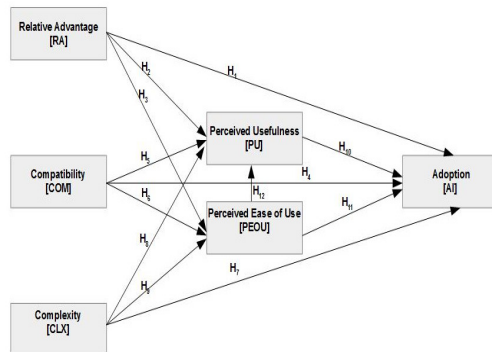 Relative Advantage
[RA]
H1
H2
H3
Perceived Usefulness
[PU]
H10
H5
Compatibility
[COM]
H4
Adoption
[AI]
H12
H6
Perceived Ease of Use
[PEOU]
H11
H8
H7
H9
Complexity
[CLX]